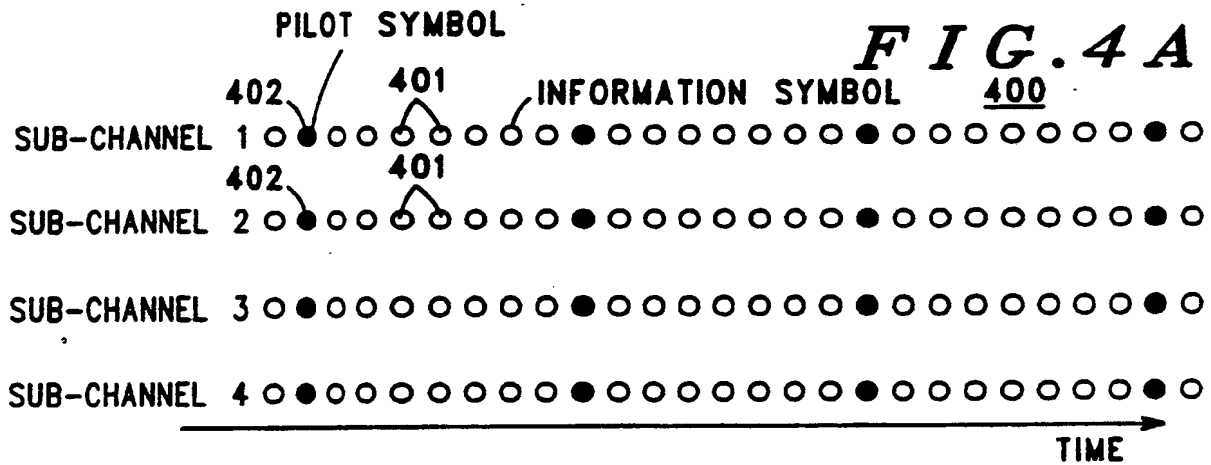 PILOT SYMBOL
FIG.4A
402
401
INFORMATION SYMBOL
400
SUB-CHANNEL 1
402
401
SUB-CHANNEL 2
SUB-CHANNEL 3
SUB-CHANNEL 4
TIME